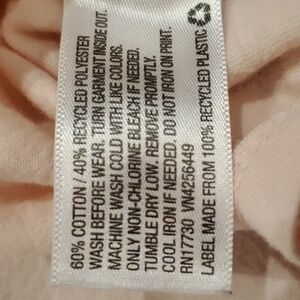 60% COTTON / 40% RECYCLED POLYESTER
WASH BEFORE WEAR. TURN GARMENT INSIDE OUT.
MACHINE WASH COLD WITH LIKE COLORS.
ONLY NON-CHLORINE BLEACH IF NEEDED.
TUMBLE DRY LOW. REMOVE PROMPTLY.
COOL IRON IF NEEDED. DO NOT IRON ON PRINT.
RN17730 VN4256449
LABEL MADE FROM 100% RECYCLED PLASTIC